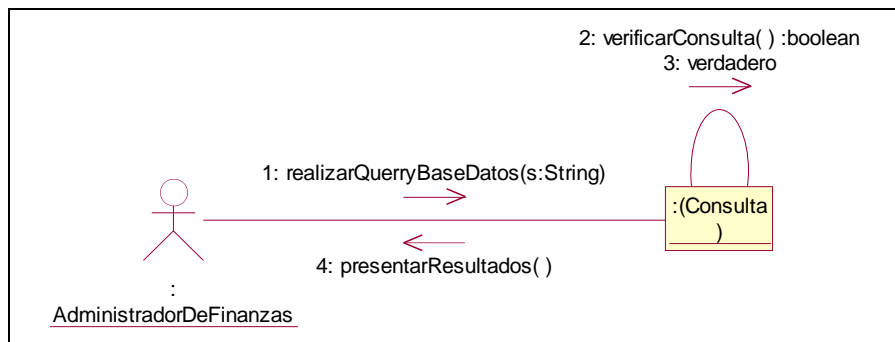 2: verificarConsulta( ) :boolean
3: verdadero
1: realizarQuerryBaseDatos(s:String)
:(Consulta
)
4: presentarResultados( )
:
AdministradorDeFinanzas